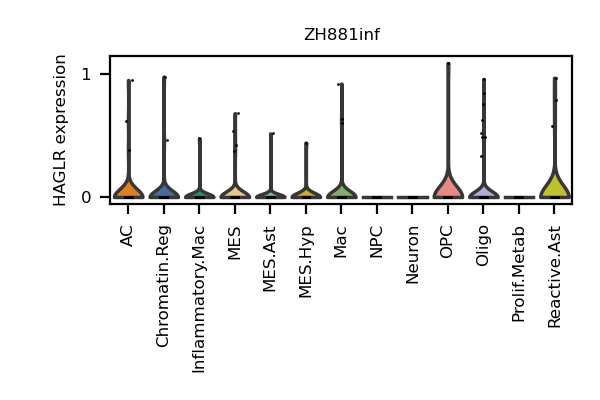 ZH881inf
HAGLR expression
1
0
AC
Chromatin.Reg
Inflammatory.Mac
MES
MES.Ast
MES.Hyp
Mac
NPC
Neuron
OPC
Oligo
Prolif.Metab
Reactive.Ast